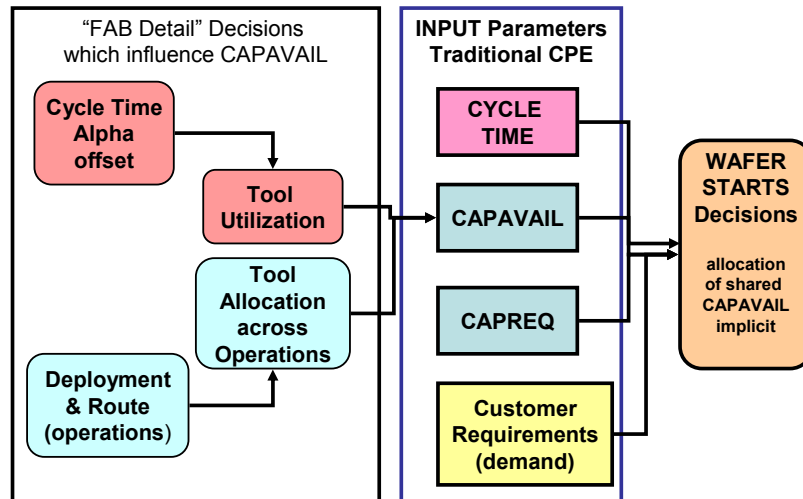 “FAB Detail” Decisions
which influence CAPAVAIL
Cycle Time
Alpha
offset
Tool
Utilization
Tool
Allocation
across
Operations
Deployment
& Route
(operations)
INPUT Parameters
Traditional CPE
CYCLE
TIME
CAPAVAIL
CAPREQ
Customer
Requirements
(demand)
WAFER
STARTS
Decisions
allocation
of shared
CAPAVAIL
implicit